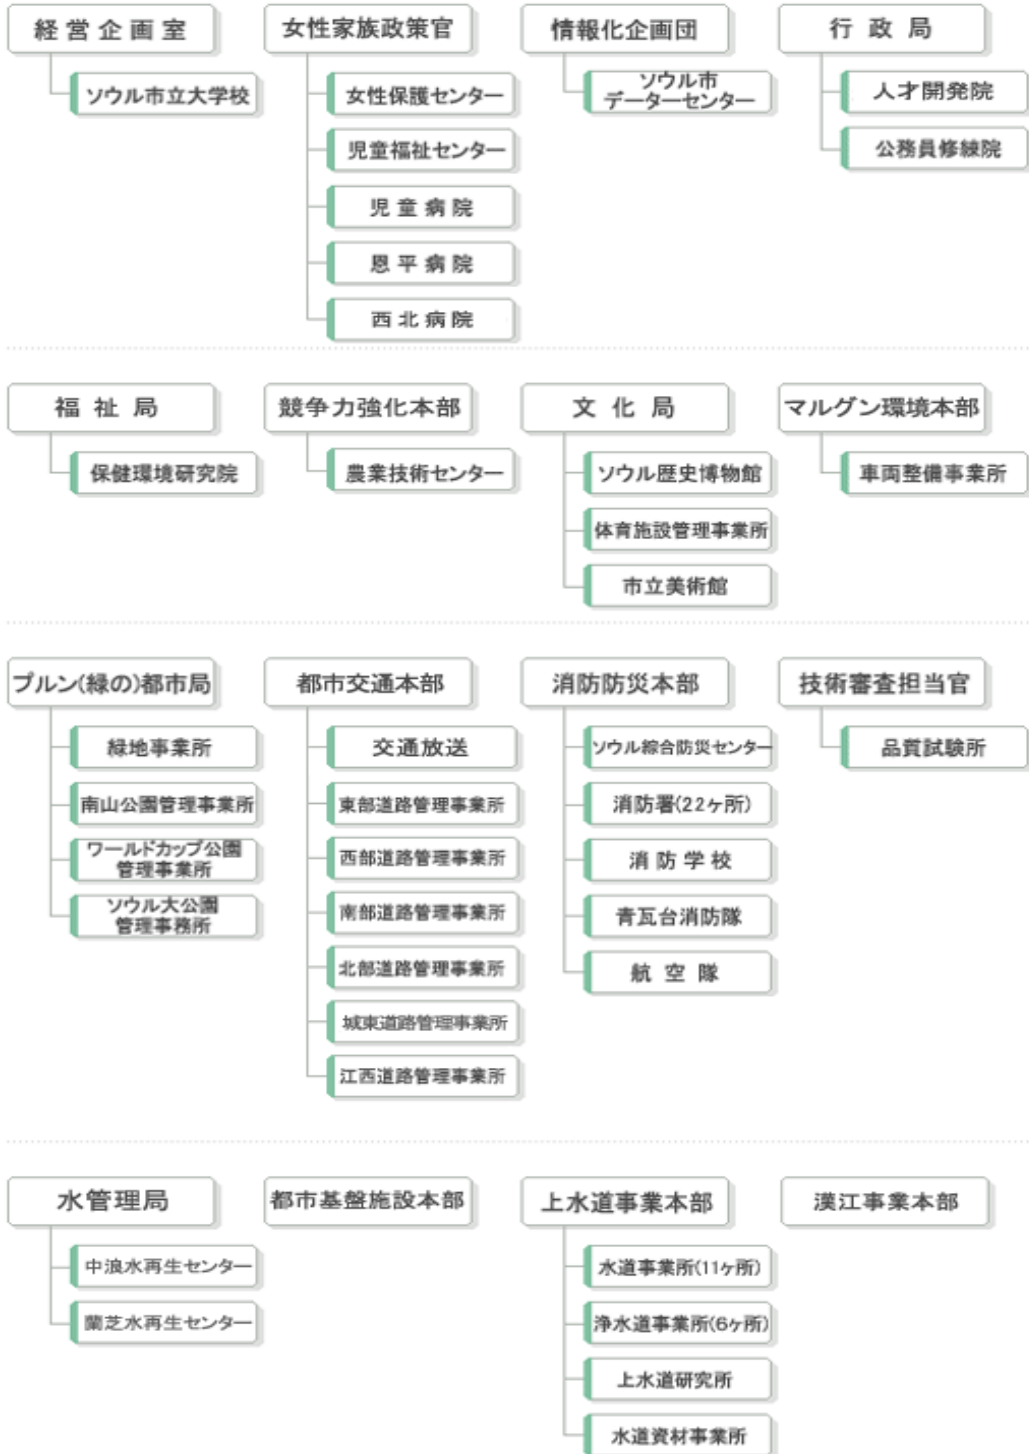 経営企画室
ソウル市立大学校
女性家族政策官
女性保護センター
児童福祉センター
児童病院
恩平病院
西北病院
情報化企画団
ソウル市
データーセンター
行政局
人才開発院
公務員修練院
福祉局
保健環境研究院
競争力強化本部
農業技術センター
文化局
ソウル歴史博物館
体育施設管理事業所
市立美術館
マルグン環境本部
車両整備事業所
プルン(緑の)都市局
緑地事業所
南山公園管理事業所
ワールドカップ公園
管理事業所
ソウル大公園
管理事務所
都市交通本部
交通放送
東部道路管理事業所
西部道路管理事業所
南部道路管理事業所
北部道路管理事業所
城東道路管理事業所
江西道路管理事業所
消防防災本部
ソウル綜合防災センター
消防署(22ヶ所)
消防学校
青瓦台消防隊
航空隊
技術審査担当官
品質試験所
水管理局
中浪水再生センター
蘭芝水再生センター
都市基盤施設本部
上水道事業本部
水道事業所(11ヶ所)
浄水道事業所(6ヶ所)
上水道研究所
水道資材事業所
漢江事業本部